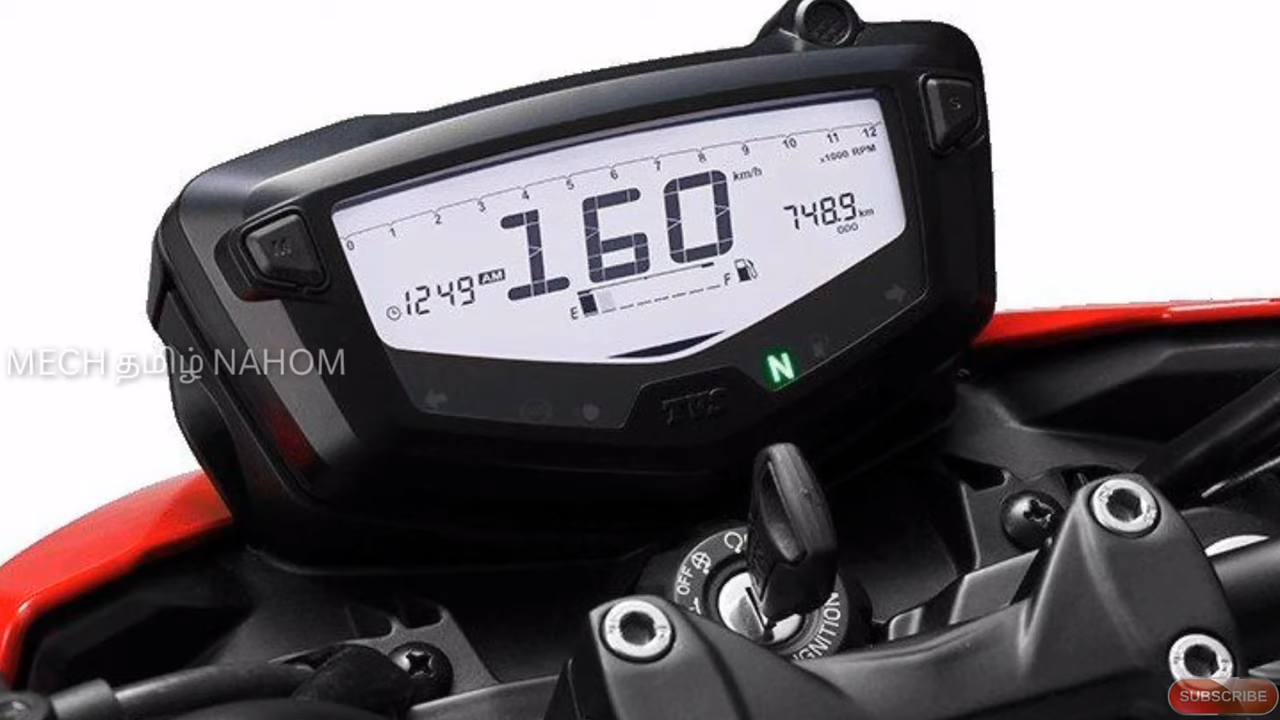 0 1 2 3 4 5 6 7 8 9 10 11 12
x1000 RPM
160 km/h
748.9 km
ODO
12 49 AM
E F
N
TVS
S
MECH தமிழ் NAHOM
OFF
IGNITION
SUBSCRIBE